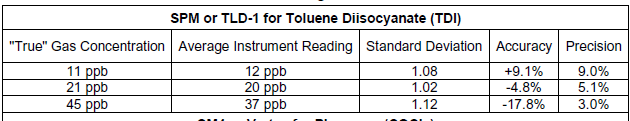 SPM or TLD-1 for Toluene Diisocyanate (TDI)
"True" Gas Concentration Average Instrument Reading Standard Deviation Accuracy Precision
11 ppb 12 ppb 1.08 +9.1% 9.0%
21 ppb 20 ppb 1.02 -4.8% 5.1%
45 ppb 37 ppb 1.12 -17.8% 3.0%